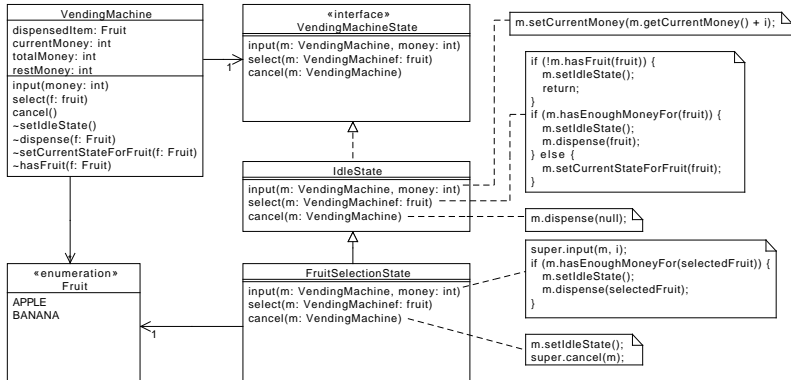 VendingMachine
dispensedItem: Fruit
currentMoney: int
totalMoney: int
restMoney: int
input(money: int)
select(f: fruit)
cancel()
~setIdleState()
~dispense(f: Fruit)
~setCurrentStateForFruit(f: Fruit)
~hasFruit(f: Fruit)
1
«interface»
VendingMachineState
input(m: VendingMachine, money: int)
select(m: VendingMachinef: fruit)
cancel(m: VendingMachine)
m.setCurrentMoney(m.getCurrentMoney() + i);
if (!m.hasFruit(fruit)) {
m.setIdleState();
return;
}
if (m.hasEnoughMoneyFor(fruit)) {
m.setIdleState();
m.dispense(fruit);
} else {
m.setCurrentStateForFruit(fruit);
}
IdleState
input(m: VendingMachine, money: int)
select(m: VendingMachinef: fruit)
cancel(m: VendingMachine)
m.dispense(null);
«enumeration»
Fruit
APPLE
BANANA
1
FruitSelectionState
input(m: VendingMachine, money: int)
select(m: VendingMachinef: fruit)
cancel(m: VendingMachine)
super.input(m, i);
if (m.hasEnoughMoneyFor(selectedFruit)) {
m.setIdleState();
m.dispense(selectedFruit);
}
m.setIdleState();
super.cancel(m);